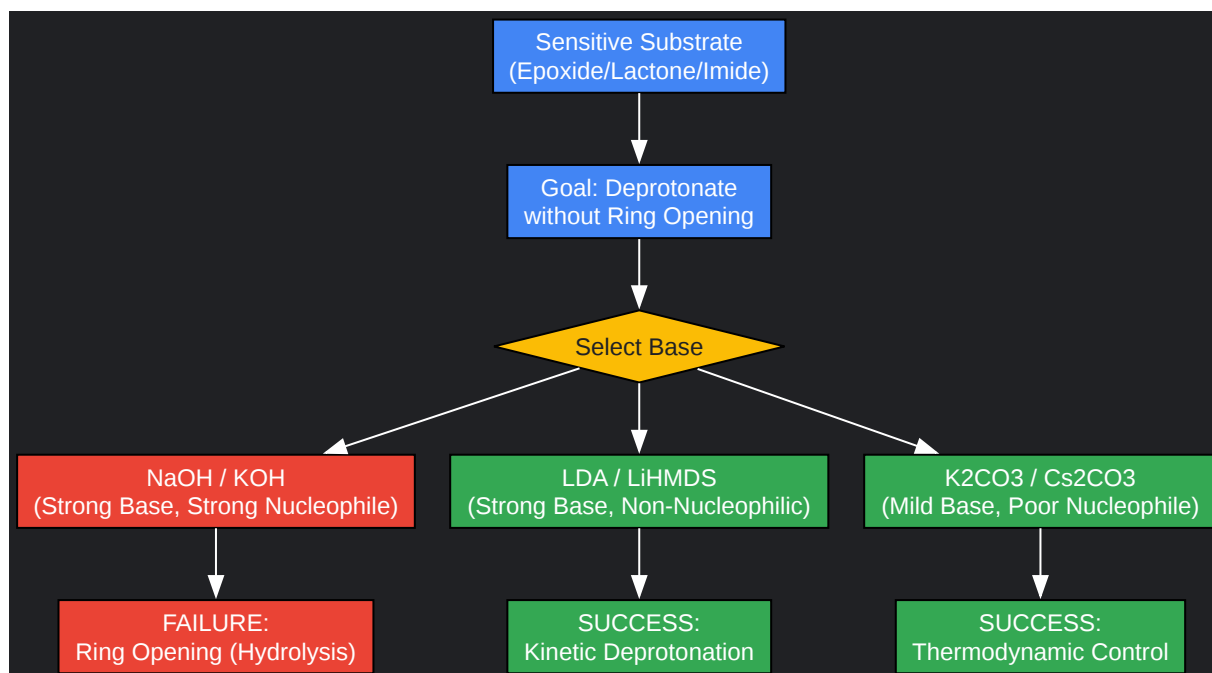 Sensitive Substrate
(Epoxide/Lactone/Imide)
Goal: Deprotonate
without Ring Opening
Select Base
NaOH / KOH
(Strong Base, Strong Nucleophile)
LDA / LiHMDS
(Strong Base, Non-Nucleophilic)
K2CO3 / Cs2CO3
(Mild Base, Poor Nucleophile)
FAILURE:
Ring Opening (Hydrolysis)
SUCCESS:
Kinetic Deprotonation
SUCCESS:
Thermodynamic Control